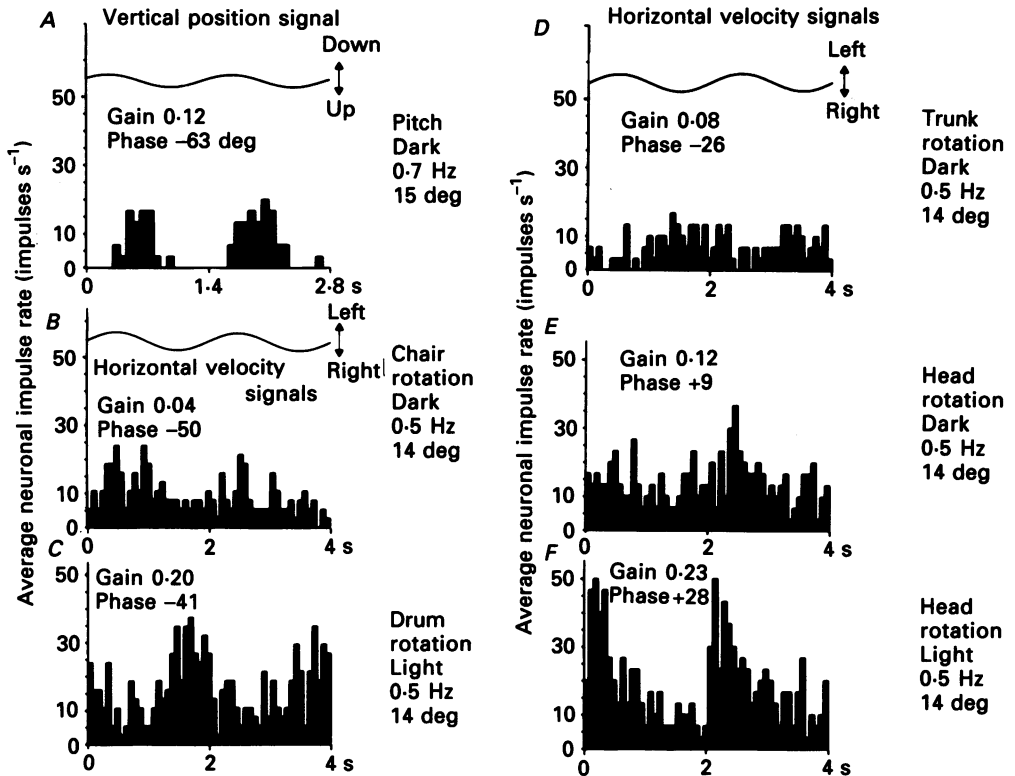 A
Vertical position signal
Down
Up
50
30
10
0
Gain 0·12
Phase –63 deg
0
1·4
2·8 s
Pitch
Dark
0·7 Hz
15 deg
Average neuronal impulse rate (impulses s⁻¹)
B
Left
Right
50
30
10
0
Horizontal velocity
signals
Gain 0·04
Phase –50
0
2
4 s
Chair
rotation
Dark
0·5 Hz
14 deg
C
50
30
10
0
Gain 0·20
Phase –41
0
2
4 s
Drum
rotation
Light
0·5 Hz
14 deg
Horizontal velocity signals
D
Left
Right
50
30
10
0
Gain 0·08
Phase –26
0
2
4 s
Trunk
rotation
Dark
0·5 Hz
14 deg
Average neuronal impulse rate (impulses s⁻¹)
E
50
30
10
0
Gain 0·12
Phase +9
0
2
4 s
Head
rotation
Dark
0·5 Hz
14 deg
F
50
30
10
0
Gain 0·23
Phase +28
0
2
4 s
Head
rotation
Light
0·5 Hz
14 deg